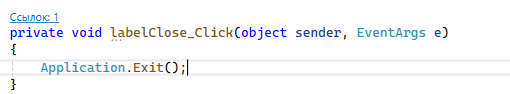 Ссылок: 1
private void labelClose_Click(object sender, EventArgs e)
{
    Application.Exit();
}